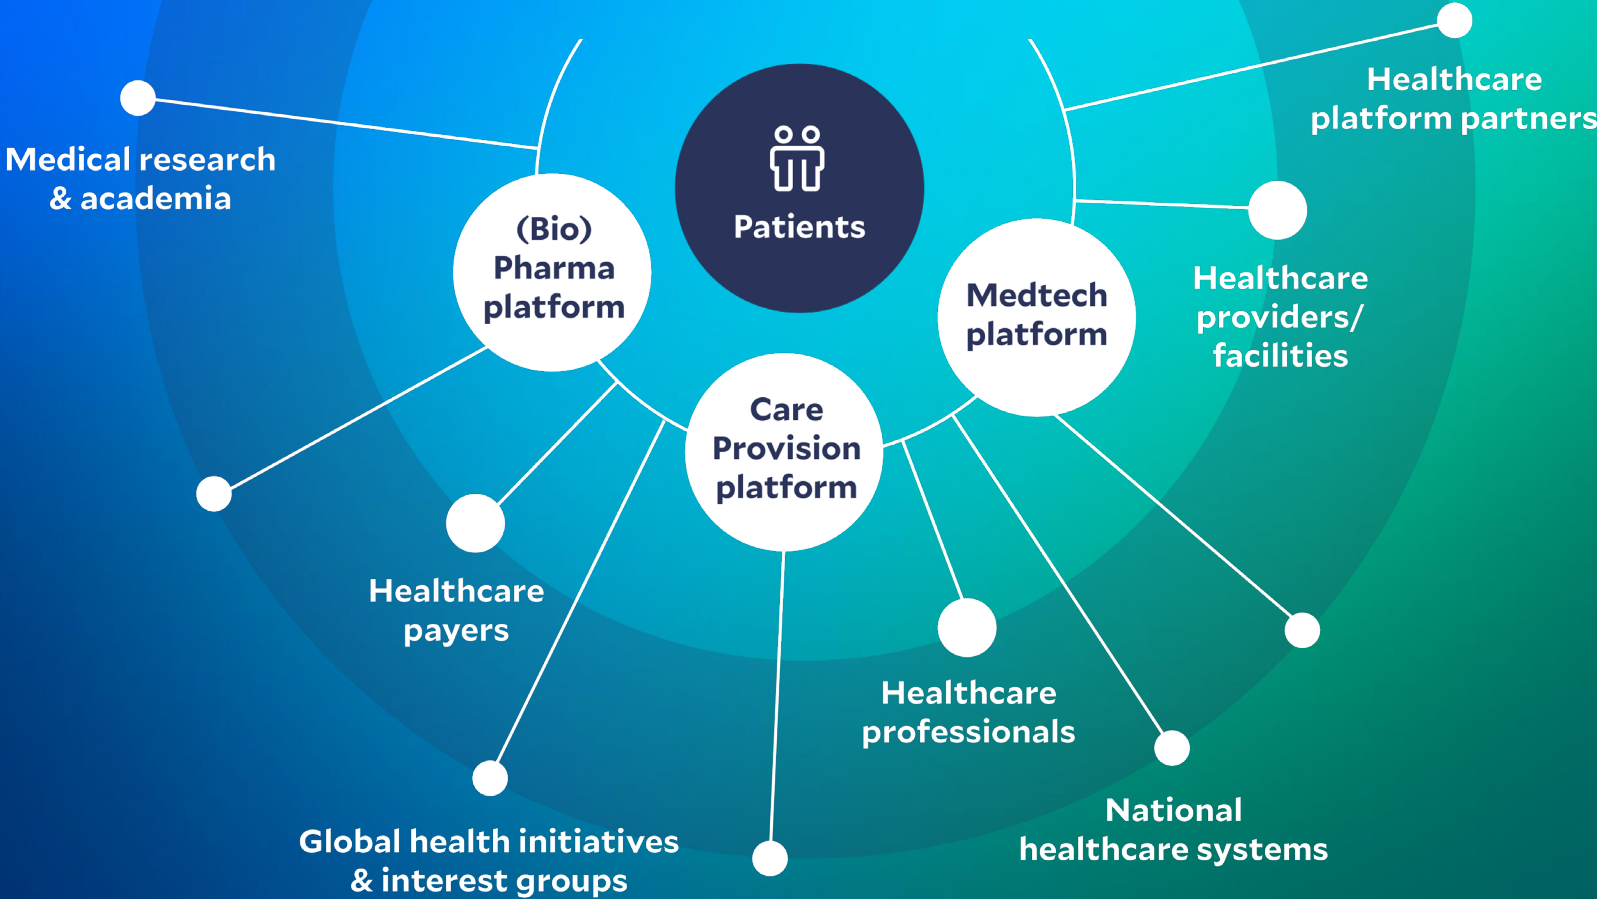 Healthcare
platform partners
Medical research
& academia
Patients
(Bio)
Pharma
platform
Medtech
platform
Healthcare
providers/
facilities
Care
Provision
platform
Healthcare
payers
Healthcare
professionals
National
healthcare systems
Global health initiatives
& interest groups